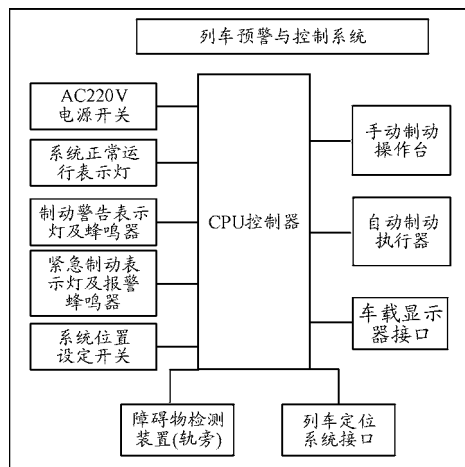 列车预警与控制系统
AC220V
电源开关
系统正常运
行表示灯
制动警告表示
灯及蜂鸣器
紧急制动表
示灯及报警
蜂鸣器
系统位置
设定开关
CPU控制器
手动制动
操作台
自动制动
执行器
车载显示
器接口
障碍物检测
装置(轨旁)
列车定位
系统接口